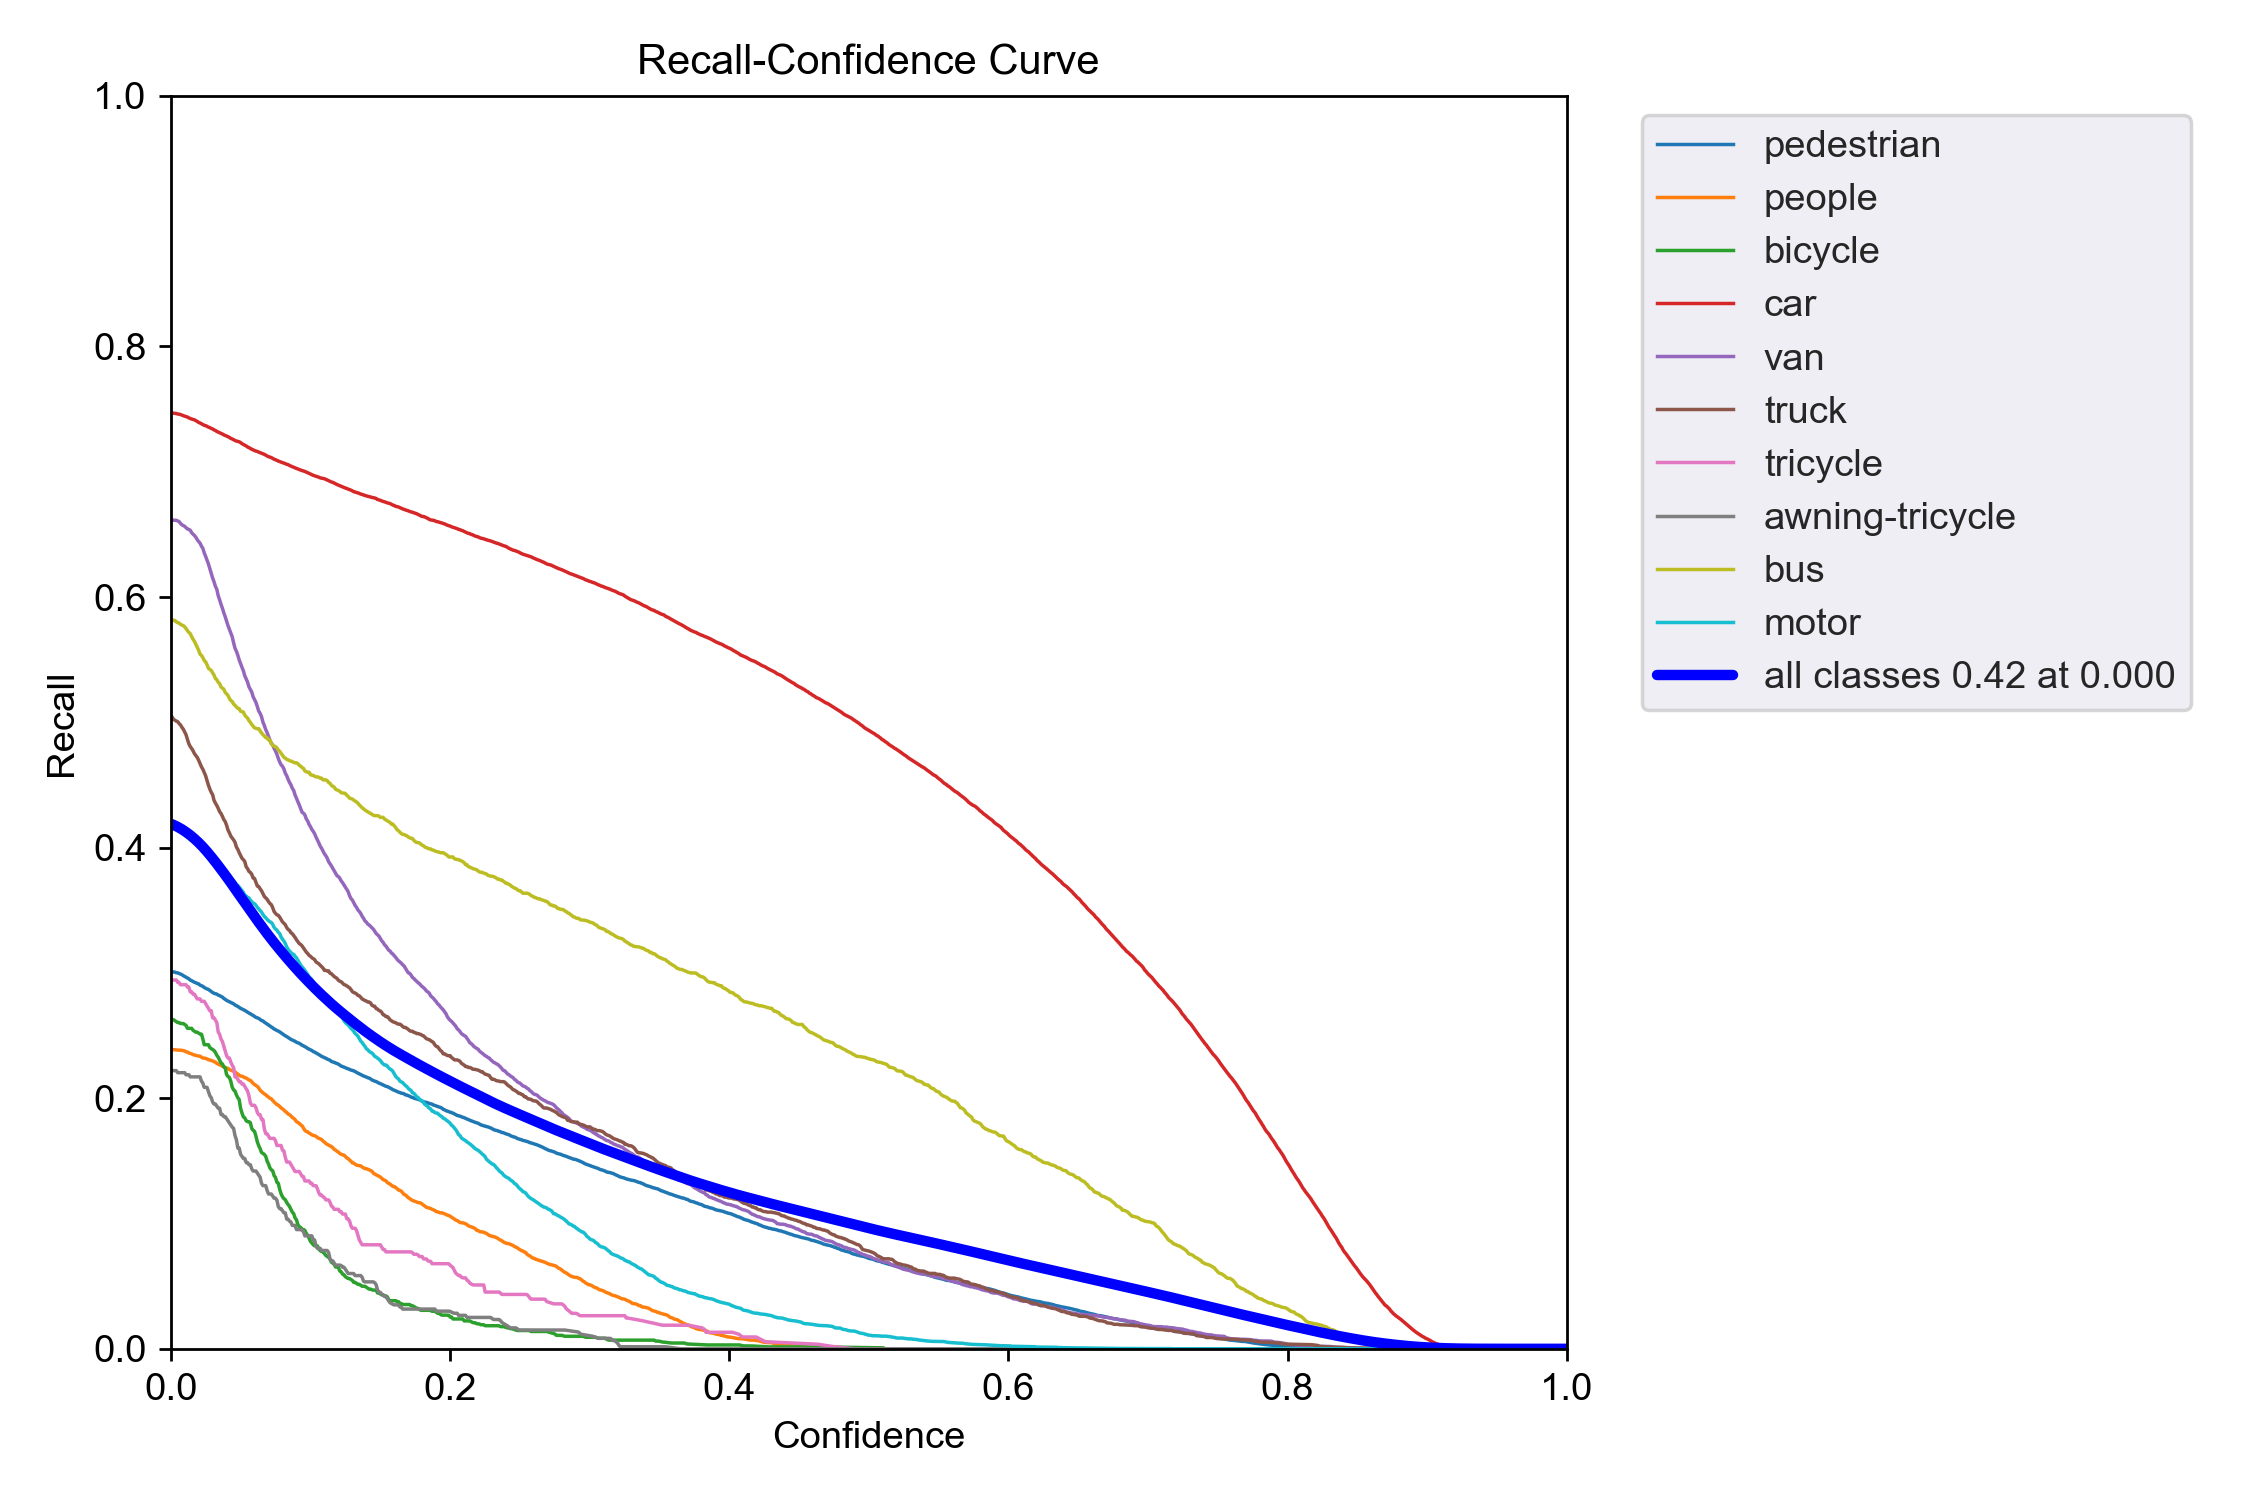 Recall-Confidence Curve
1.0
0.8
0.6
0.4
0.2
0.0
Recall
0.0 0.2 0.4 0.6 0.8 1.0
Confidence
pedestrian
people
bicycle
car
van
truck
tricycle
awning-tricycle
bus
motor
all classes 0.42 at 0.000